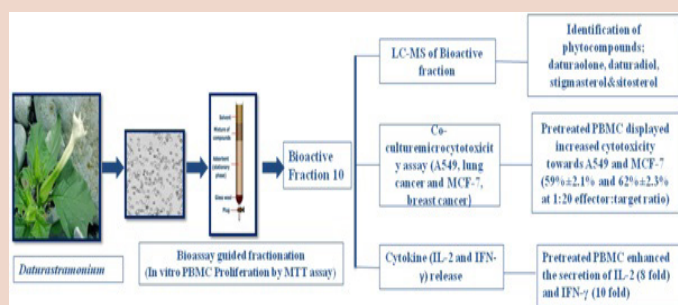 Daturastramonium
Solvent
Mixture of
compounds
Adsorbent
(stationary
phase)
Glass wool
Plug
Bioassay guided fractionation
(In vitro PBMC Proliferation by MTT assay)
Bioactive
Fraction 10
LC-MS of Bioactive
fraction
Identification of
phytocompounds;
daturaolone, daturadiol,
stigmasterol&sitosterol
Co-
culturemicrocytotoxicit
y assay (A549, lung
cancer and MCF-7,
breast cancer)
Pretreated PBMC displayed
increased cytotoxicity
towards A549 and MCF-7
(59%±2.1% and 62%±2.3%
at 1:20 effector:target ratio)
Cytokine (IL-2 and IFN-
γ) release
Pretreated PBMC enhanced
the secretion of IL-2 (8 fold)
and IFN-γ (10 fold)